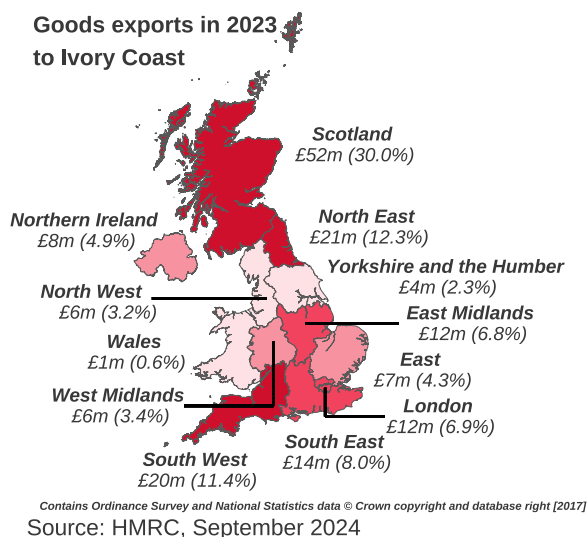 Goods exports in 2023
to Ivory Coast
Scotland
£52m (30.0%)
Northern Ireland
£8m (4.9%)
North East
£21m (12.3%)
Yorkshire and the Humber
£4m (2.3%)
North West
£6m (3.2%)
East Midlands
£12m (6.8%)
Wales
£1m (0.6%)
East
£7m (4.3%)
West Midlands
£6m (3.4%)
London
£12m (6.9%)
South East
£14m (8.0%)
South West
£20m (11.4%)
Contains Ordinance Survey and National Statistics data © Crown copyright and database right [2017]
Source: HMRC, September 2024